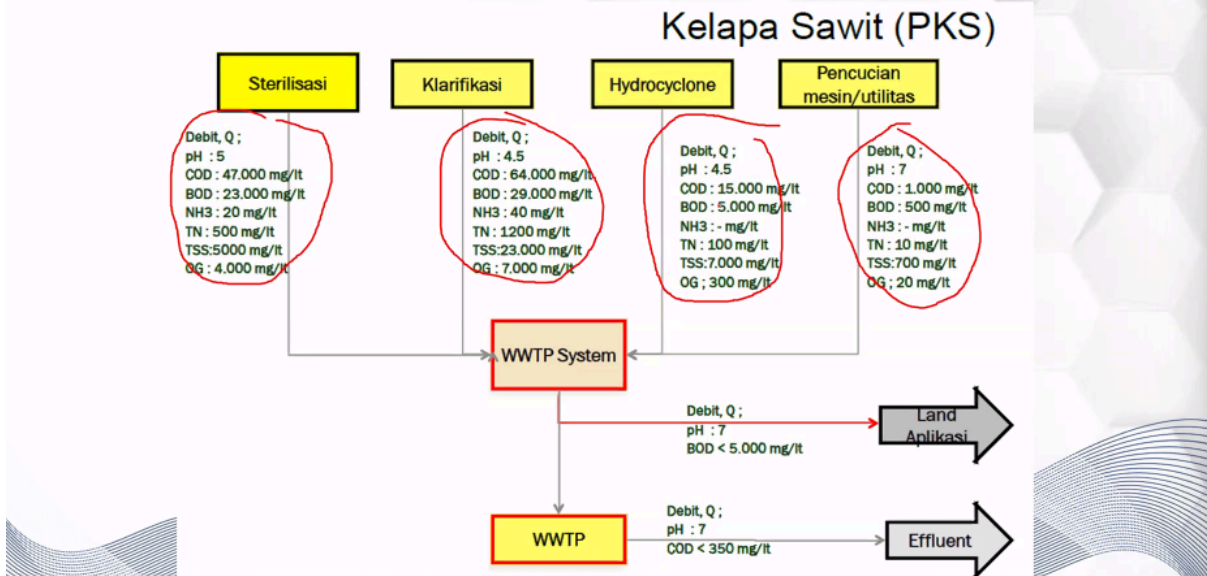 Kelapa Sawit (PKS)
Sterilisasi
Klarifikasi
Hydrocyclone
Pencucian
mesin/utilitas
Debit, Q ;
pH : 5
COD : 47.000 mg/lt
BOD : 23.000 mg/lt
NH3 : 20 mg/lt
TN : 500 mg/lt
TSS:5000 mg/lt
OG : 4.000 mg/lt
Debit, Q ;
pH : 4.5
COD : 64.000 mg/lt
BOD : 29.000 mg/lt
NH3 : 40 mg/lt
TN : 1200 mg/lt
TSS:23.000 mg/lt
OG : 7.000 mg/lt
Debit, Q ;
pH : 4.5
COD : 15.000 mg/lt
BOD : 5.000 mg/lt
NH3 : - mg/lt
TN : 100 mg/lt
TSS:7.000 mg/lt
OG ; 300 mg/lt
Debit, Q ;
pH : 7
COD : 1.000 mg/lt
BOD : 500 mg/lt
NH3 : - mg/lt
TN : 10 mg/lt
TSS:700 mg/lt
OG ; 20 mg/lt
WWTP System
Debit, Q ;
pH : 7
BOD < 5.000 mg/lt
Land
Aplikasi
WWTP
Debit, Q ;
pH : 7
COD < 350 mg/lt
Effluent